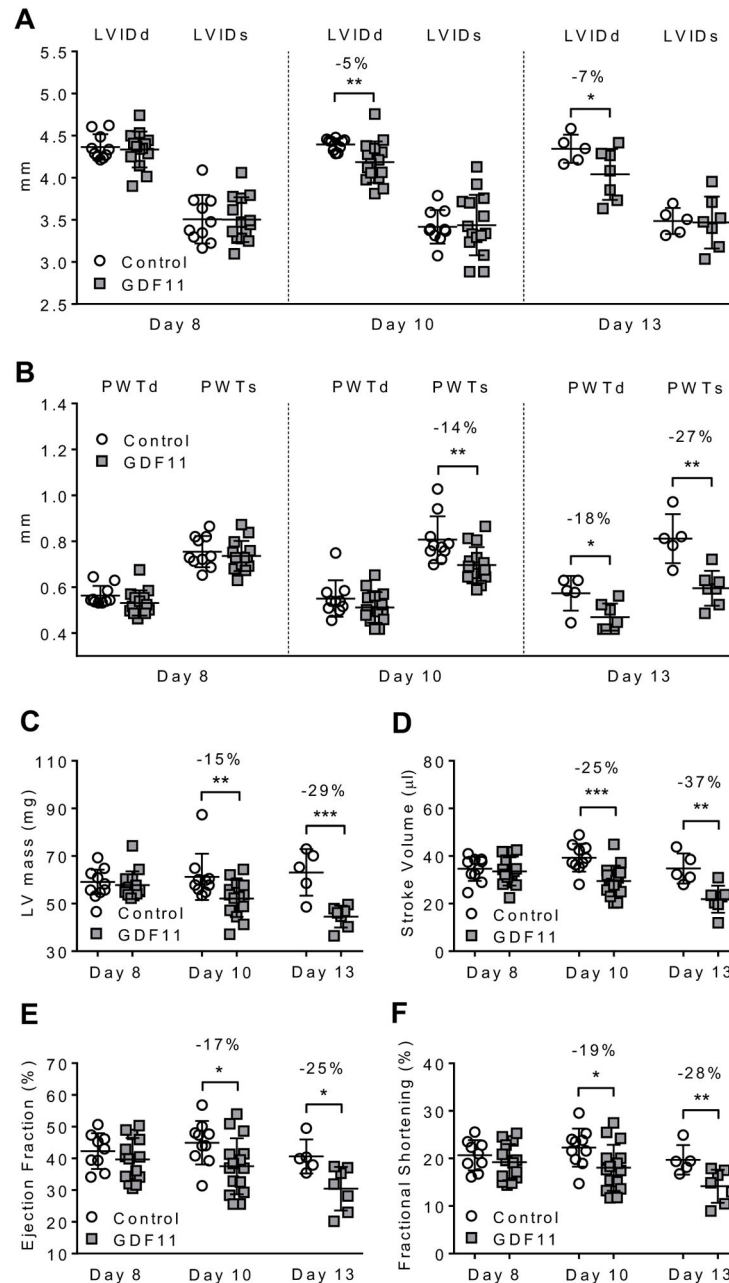 A
LVIDd LVIDs LVIDd LVIDs LVIDd LVIDs
5.5
5.0
4.5
4.0
3.5
3.0
2.5
mm
-5%
**
-7%
*
Control
GDF11
Day 8 Day 10 Day 13
B
PWTd PWTs PWTd PWTs PWTd PWTs
1.4
1.2
1.0
0.8
0.6
0.4
mm
Control
GDF11
-14%
**
-18%
*
-27%
**
Day 8 Day 10 Day 13
C
LV mass (mg)
110
90
70
50
30
-15%
**
-29%
***
Control
GDF11
Day 8 Day 10 Day 13
D
Stroke Volume (µl)
80
60
40
20
0
-25%
***
-37%
**
Control
GDF11
Day 8 Day 10 Day 13
E
Ejection Fraction (%)
70
60
50
40
30
20
10
-17%
*
-25%
*
Control
GDF11
Day 8 Day 10 Day 13
F
Fractional Shortening (%)
40
30
20
10
0
-19%
*
-28%
**
Control
GDF11
Day 8 Day 10 Day 13